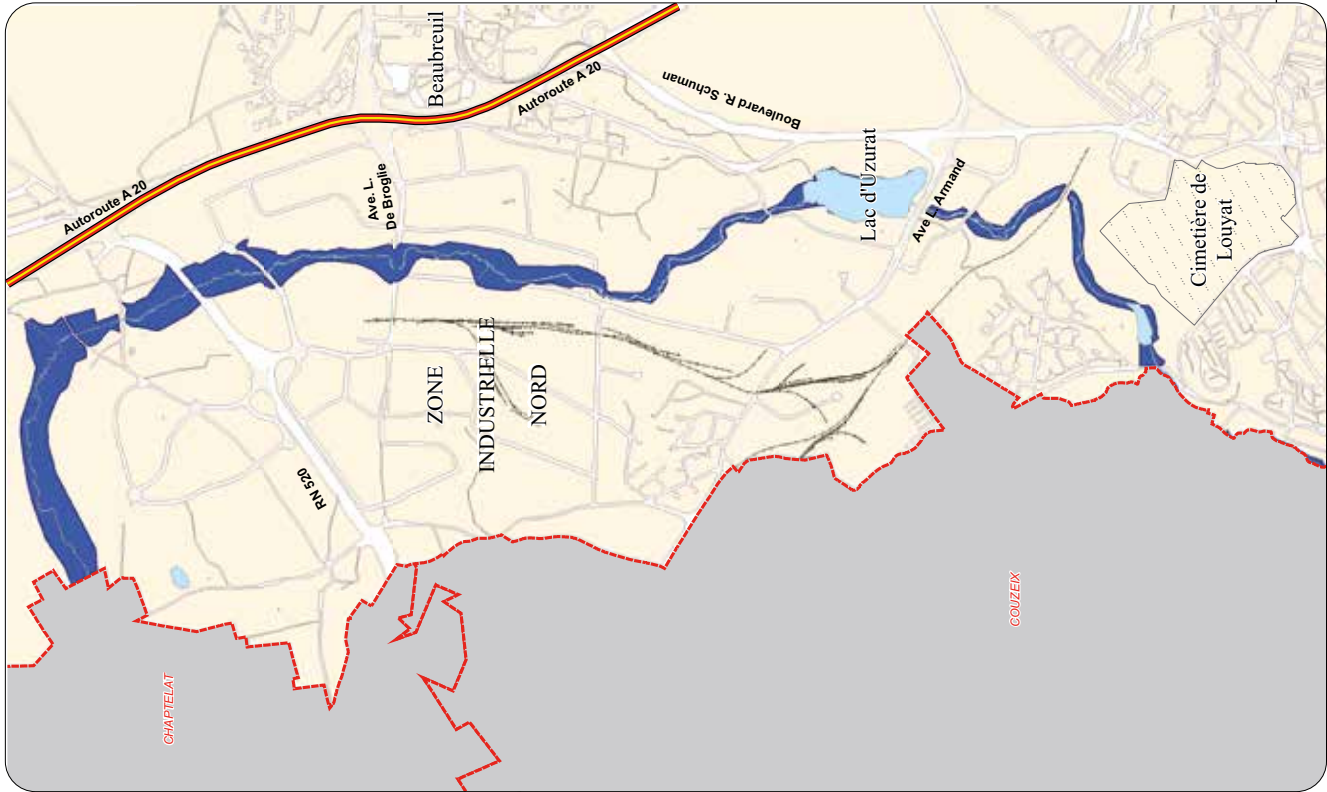 Autoroute A 20
Beaubreuil
Autoroute A 20
Boulevard R. Schuman
Ave. L.
De Broglie
Lac d'Uzurat
Ave L. Armand
Cimetière de
Louyat
ZONE
INDUSTRIELLE
NORD
RN 520
COUZEIX
CHAPTELAT